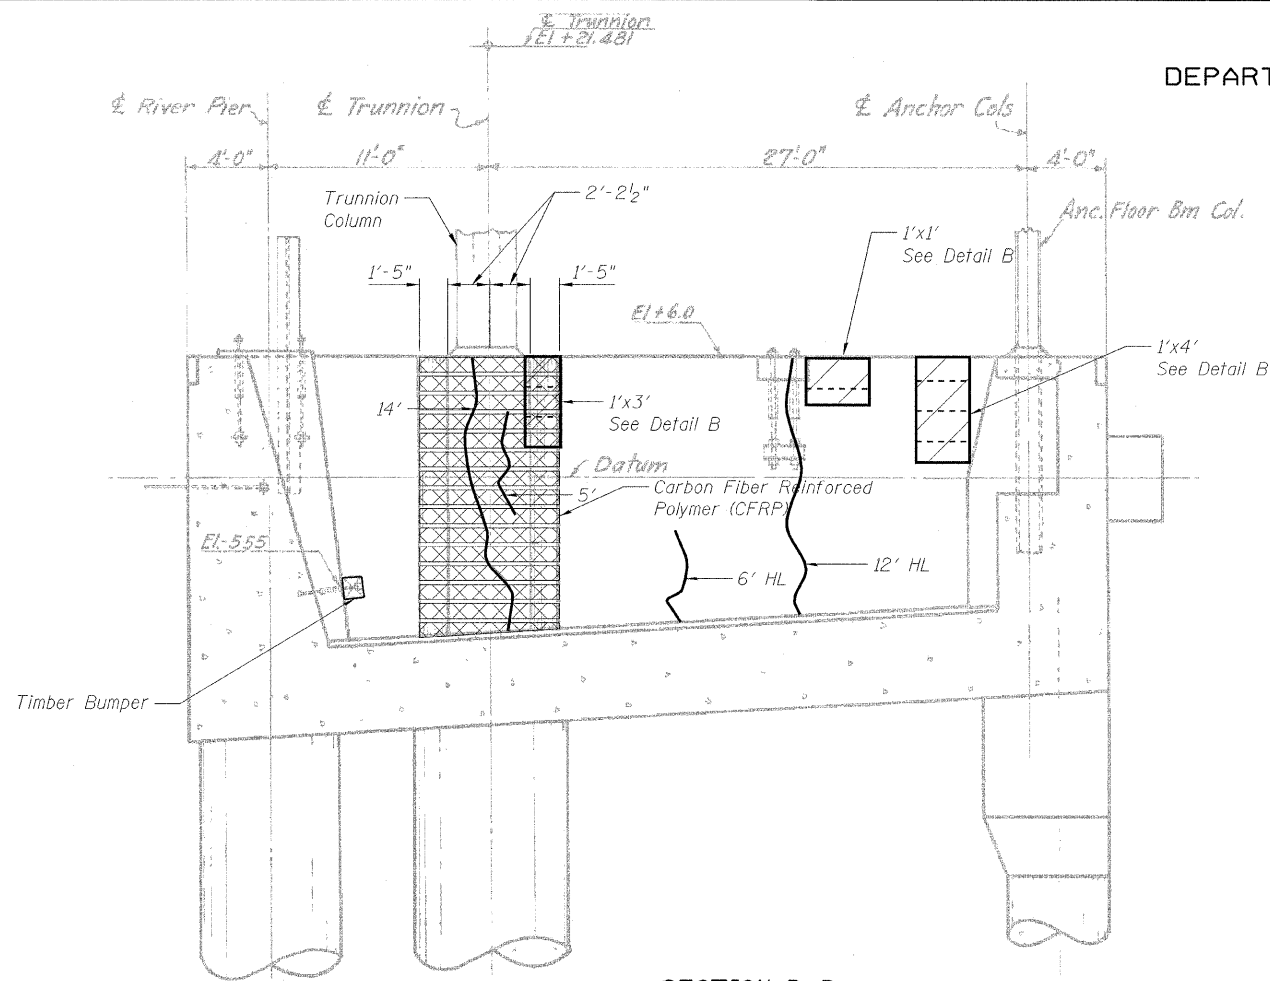 ℄ Trunnion
El +21.481
DEPART
℄ River Pier
℄ Trunnion
℄ Anchor Cols
4'-0"
11'-0"
27'-0"
4'-0"
Trunnion
Column
2'-2½"
Anc. Floor Bm Col.
1'x1'
See Detail B
1'-5"
1'-5"
El +6.0
1'x4'
See Detail B
14'
1'x3'
See Detail B
Datum
5'
Carbon Fiber Reinforced
Polymer (CFRP)
El.-5.55
6' HL
12' HL
Timber Bumper